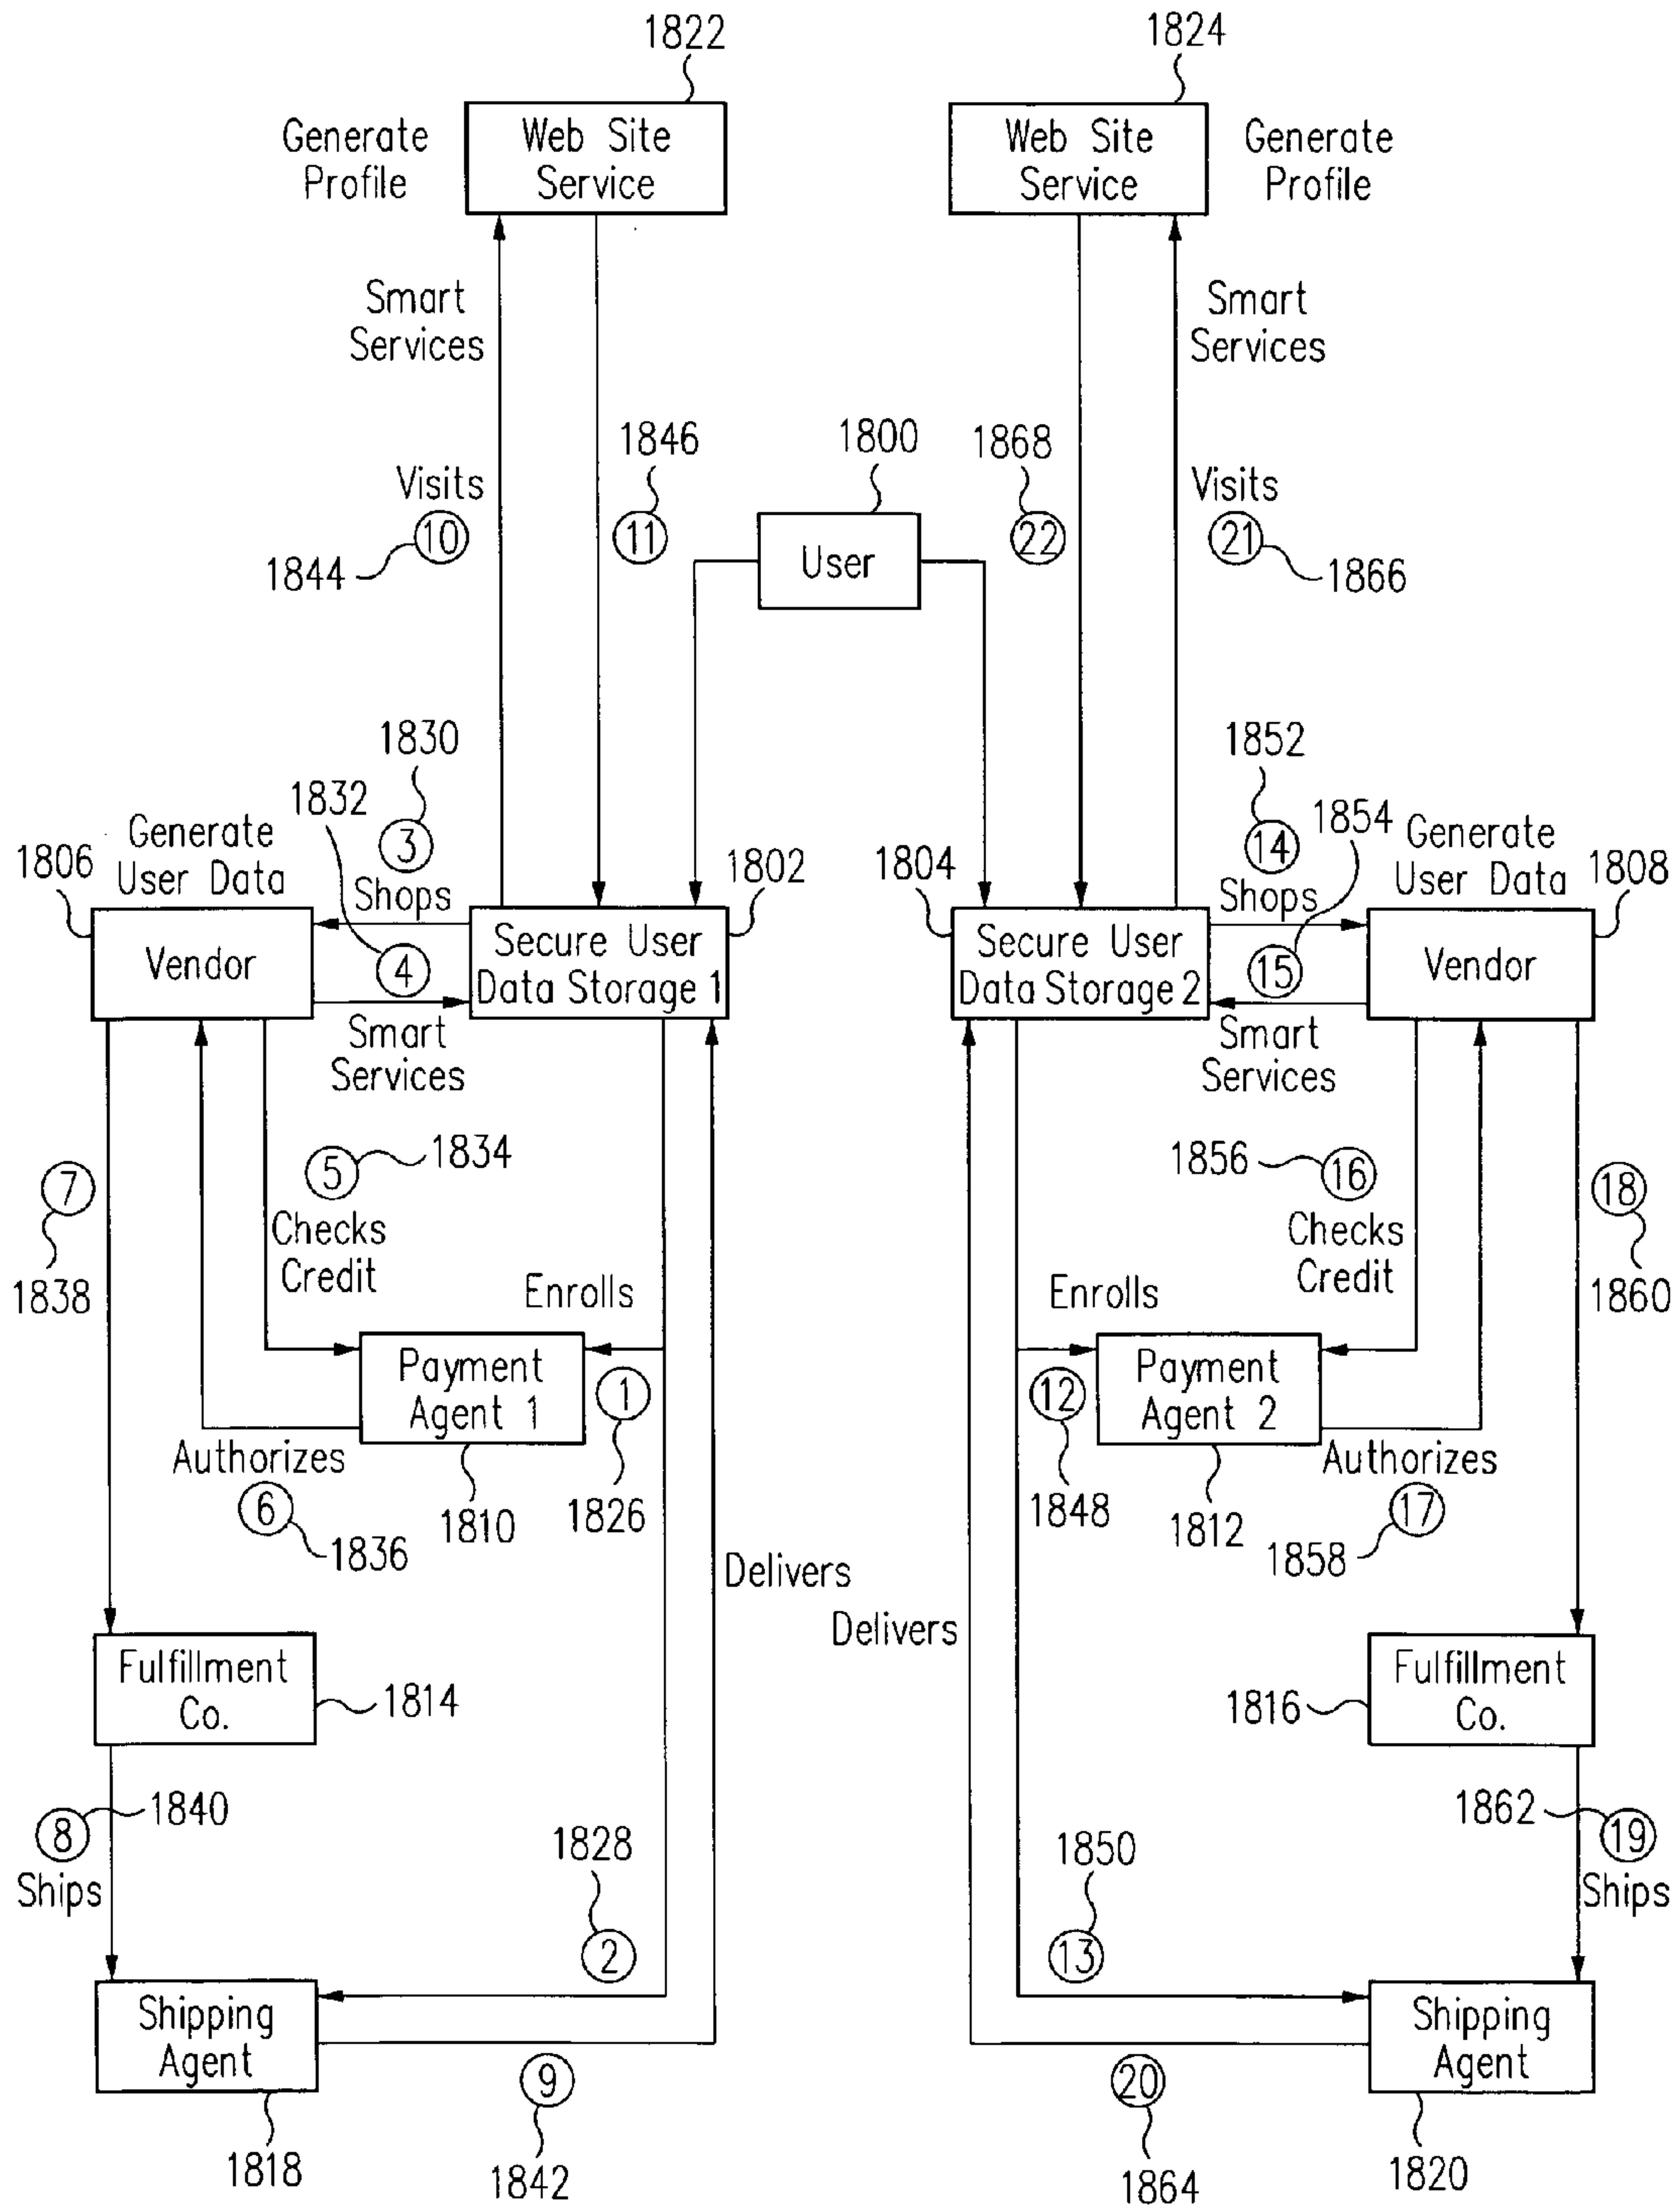 1822
1824
Generate
Profile
Web Site
Service
Web Site
Service
Generate
Profile
Smart
Services
Smart
Services
1846
1800
1868
Visits
10
11
User
22
Visits
21
1844
1866
1830
1852
1832
1854
3
14
Generate
User Data
Generate
User Data
1806
Shops
1802
1804
Shops
1808
Vendor
4
Secure User
Data Storage 1
Secure User
Data Storage 2
15
Vendor
Smart
Services
Smart
Services
5
1834
1856
16
7
18
Checks
Credit
Checks
Credit
1838
1860
Enrolls
Enrolls
Payment
Agent 1
1
12
Payment
Agent 2
Authorizes
Authorizes
6
1810
1826
1848
1812
17
1836
1858
Delivers
Delivers
Fulfillment
Co.
1814
1816
Fulfillment
Co.
8
1840
1862
19
Ships
Ships
1828
1850
2
13
Shipping
Agent
Shipping
Agent
9
20
1818
1842
1864
1820